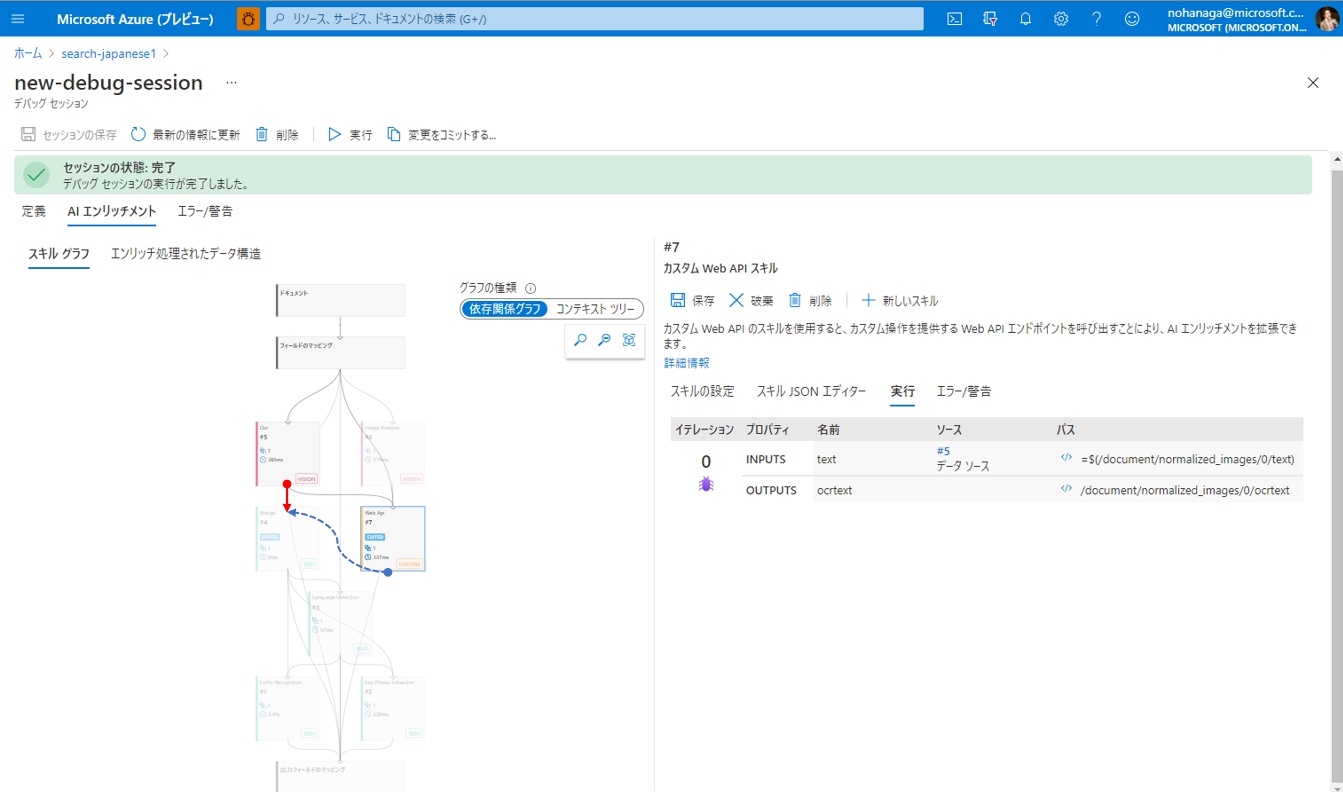 Microsoft Azure (プレビュー)
リソース、サービス、ドキュメントの検索 (G+/)
nohanaga@microsoft.c...
MICROSOFT (MICROSOFT.ON...
ホーム > search-japanese1 >
new-debug-session ...
デバッグ セッション
セッションの保存 最新の情報に更新 削除 実行 変更をコミットする...
セッションの状態: 完了
デバッグ セッションの実行が完了しました。
定義 AI エンリッチメント エラー/警告
スキル グラフ エンリッチ処理されたデータ構造
グラフの種類
依存関係グラフ コンテキスト ツリー
ドキュメント
フィールドのマッピング
Ocr
#5
1
VISION
Image Analysis
#6
1
VISION
Merge
#4
EDITED
1
0ms
TEXT
Web Api
#7
EDITED
1
337ms
CUSTOM
Language Detection
#3
1
57ms
TEXT
Entity Recognition
#1
1
TEXT
Key Phrase Extraction
#2
1
TEXT
出力フィールドのマッピング
#7
カスタム Web API スキル
保存 破棄 削除 新しいスキル
カスタム Web API のスキルを使用すると、カスタム操作を提供する Web API エンドポイントを呼び出すことにより、AI エンリッチメントを拡張でき
ます。
詳細情報
スキルの設定 スキル JSON エディター 実行 エラー/警告
イテレーション プロパティ 名前 ソース パス
0 INPUTS text #5 データ ソース </> =$(/document/normalized_images/0/text)
OUTPUTS ocrtext </> /document/normalized_images/0/ocrtext